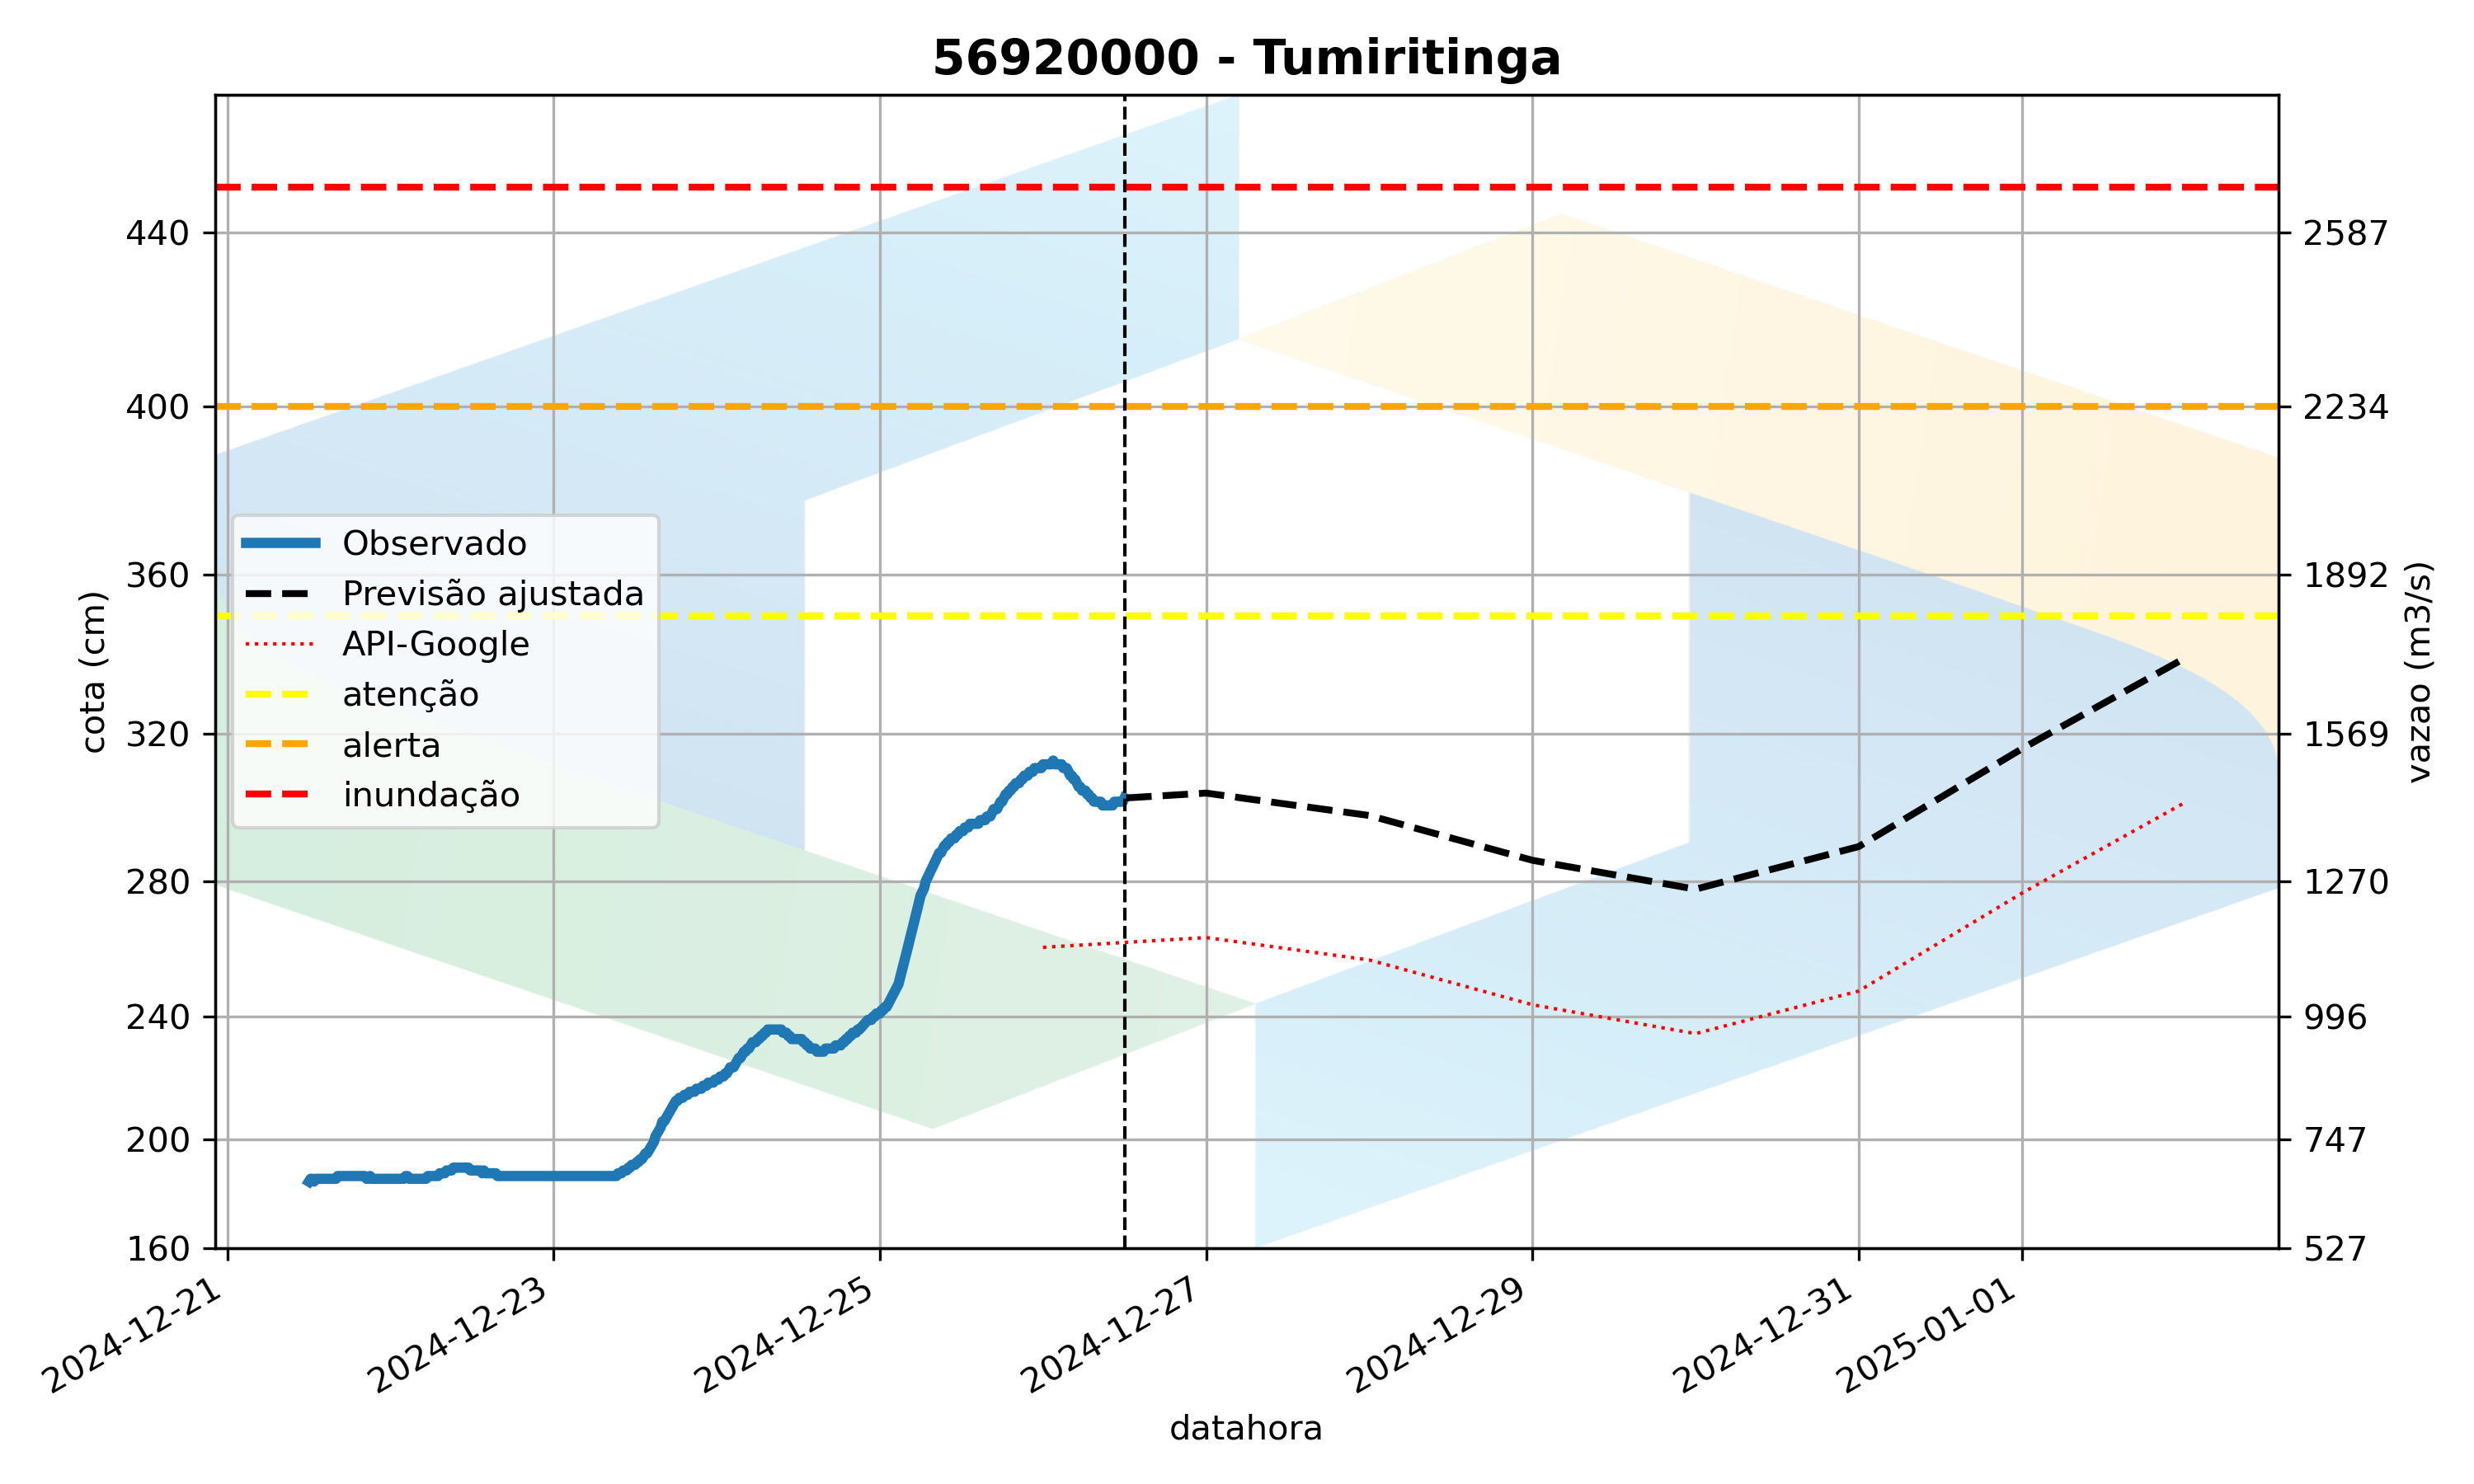 56920000 - Tumiritinga
440
400
360
320
280
240
200
160
cota (cm)
2587
2234
1892
1569
1270
996
747
527
vazao (m3/s)
Observado
Previsão ajustada
API-Google
atenção
alerta
inundação
2024-12-21
2024-12-23
2024-12-25
2024-12-27
2024-12-29
2024-12-31
2025-01-01
datahora